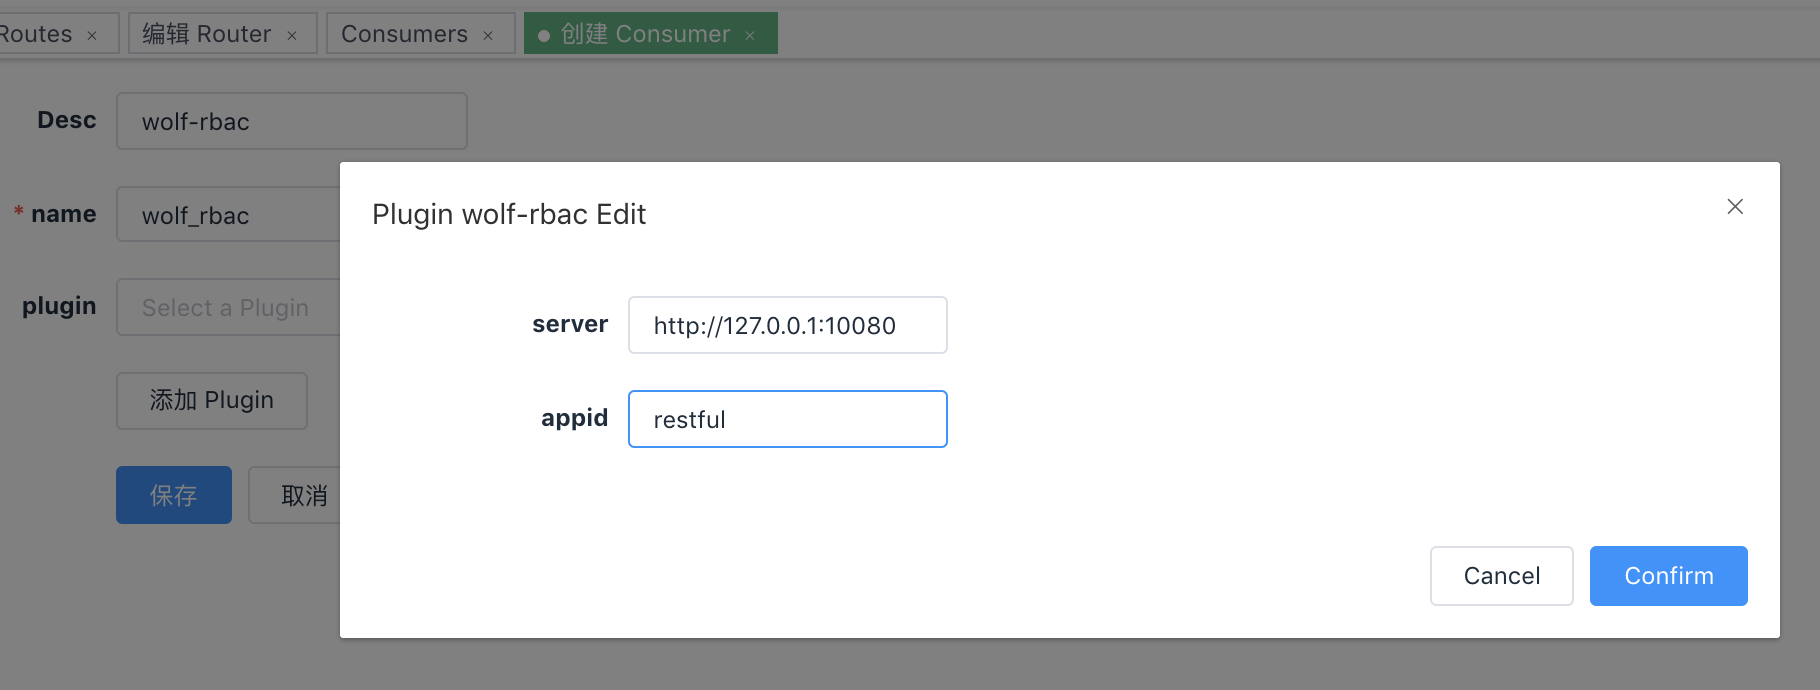 Routes × 编辑 Router × Consumers × 创建 Consumer ×
Desc wolf-rbac
* name wolf_rbac
plugin Select a Plugin
添加 Plugin
保存 取消
Plugin wolf-rbac Edit
server http://127.0.0.1:10080
appid restful
Cancel Confirm